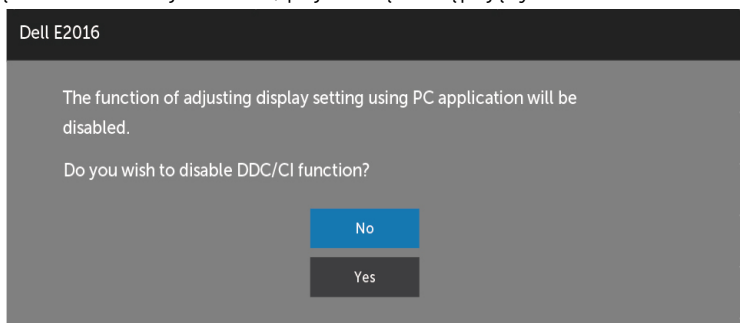 Dell E2016
The function of adjusting display setting using PC application will be
disabled.
Do you wish to disable DDC/CI function?
No
Yes